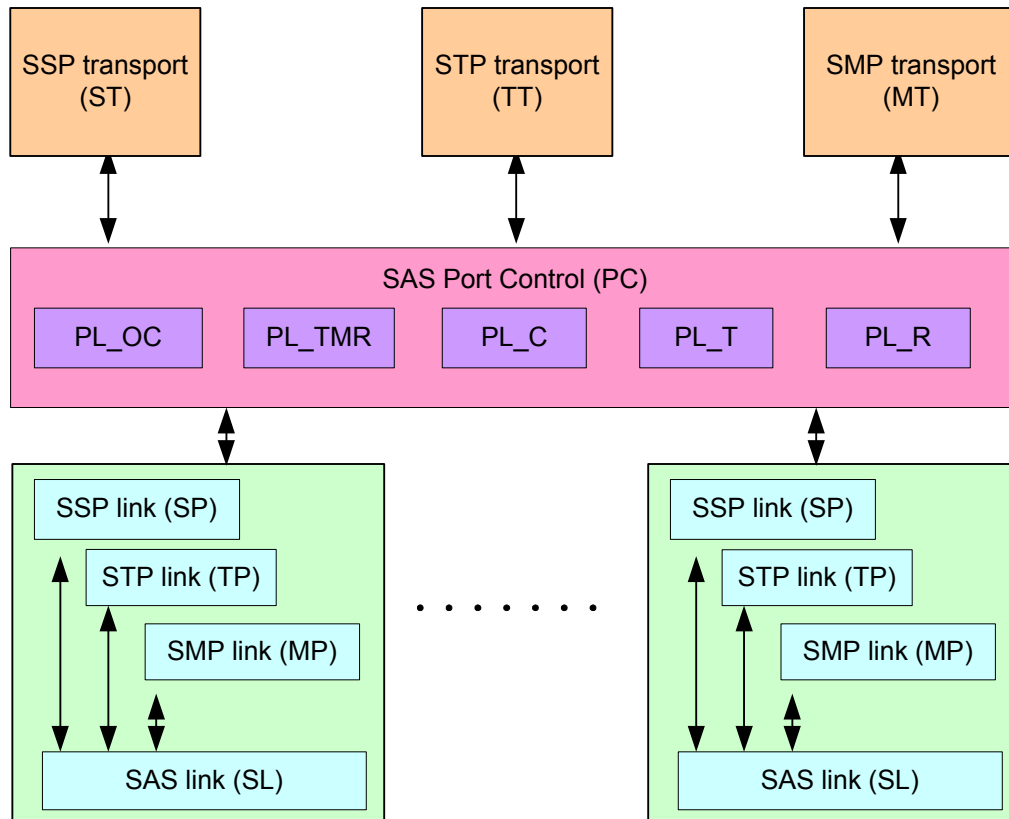 SSP transport
(ST)
STP transport
(TT)
SMP transport
(MT)
SAS Port Control (PC)
PL_OC
PL_TMR
PL_C
PL_T
PL_R
SSP link (SP)
STP link (TP)
SMP link (MP)
SAS link (SL)
SSP link (SP)
STP link (TP)
SMP link (MP)
SAS link (SL)